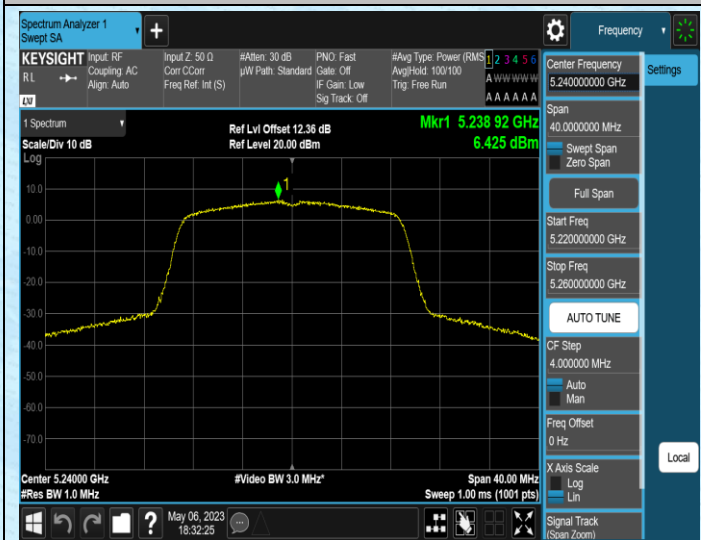 Spectrum Analyzer 1
Swept SA
+
Frequency
KEYSIGHT
R L
LXI
Input: RF
Coupling: AC
Align: Auto
Input Z: 50 Ω
Corr CCorr
Freq Ref: Int (S)
#Atten: 30 dB
µW Path: Standard
PNO: Fast
Gate: Off
IF Gain: Low
Sig Track: Off
#Avg Type: Power (RMS
Avg|Hold: 100/100
Trig: Free Run
1 2 3 4 5 6
A W W W W W
A A A A A A
1 Spectrum
Scale/Div 10 dB
Log
Ref Lvl Offset 12.36 dB
Ref Level 20.00 dBm
Mkr1 5.238 92 GHz
6.425 dBm
1
10.0
0.00
-10.0
-20.0
-30.0
-40.0
-50.0
-60.0
-70.0
Center 5.24000 GHz
#Res BW 1.0 MHz
#Video BW 3.0 MHz*
Span 40.00 MHz
Sweep 1.00 ms (1001 pts)
?
May 06, 2023
18:32:25
Center Frequency
5.240000000 GHz
Settings
Span
40.0000000 MHz
Swept Span
Zero Span
Full Span
Start Freq
5.220000000 GHz
Stop Freq
5.260000000 GHz
AUTO TUNE
CF Step
4.000000 MHz
Auto
Man
Freq Offset
0 Hz
X Axis Scale
Log
Lin
Local
Signal Track
(Span Zoom)